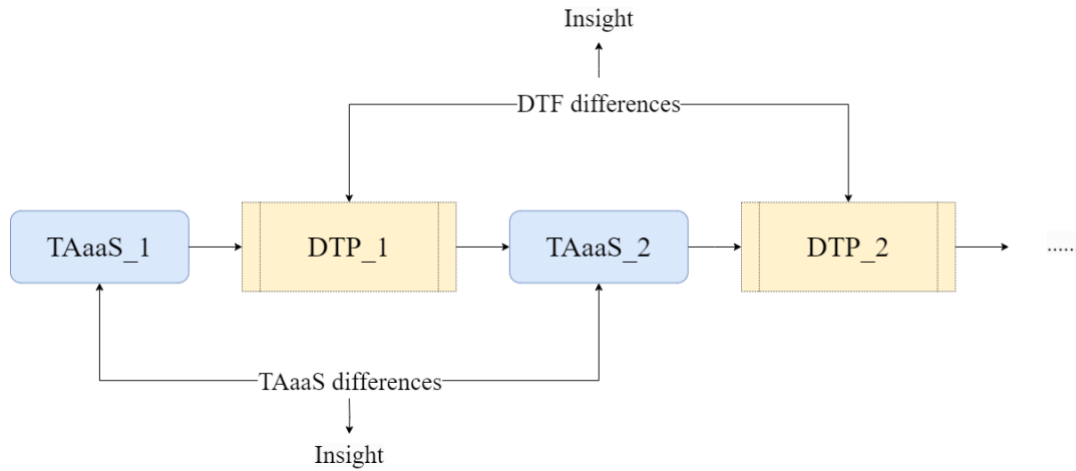 Insight
DTF differences
TAaaS_1
DTP_1
TAaaS_2
DTP_2
......
TAaaS differences
Insight